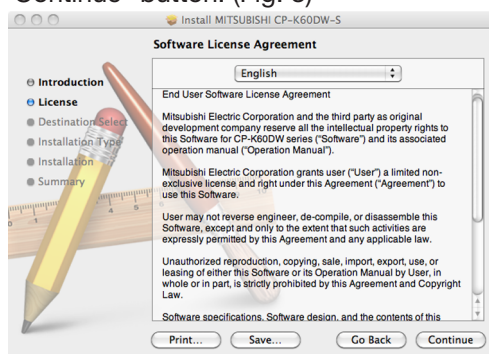 "Continue" button. (Fig. 8)
Install MITSUBISHI CP-K60DW-S
Software License Agreement
English
Introduction
License
Destination Select
Installation Type
Installation
Summary
End User Software License Agreement
Mitsubishi Electric Corporation and the third party as original
development company reserve all the intellectual property rights to
this Software for CP-K60DW series ("Software") and its associated
operation manual ("Operation Manual").
Mitsubishi Electric Corporation grants user ("User") a limited non-
exclusive license and right under this Agreement ("Agreement") to
use this Software.
User may not reverse engineer, de-compile, or disassemble this
Software, except and only to the extent that such activities are
expressly permitted by this Agreement and any applicable law.
Unauthorized reproduction, copying, sale, import, export, use, or
leasing of either this Software or its Operation Manual by User, in
whole or in part, is strictly prohibited by this Agreement and Copyright
Law.
Software specifications, Software design, and the contents of this
Print... Save... Go Back Continue